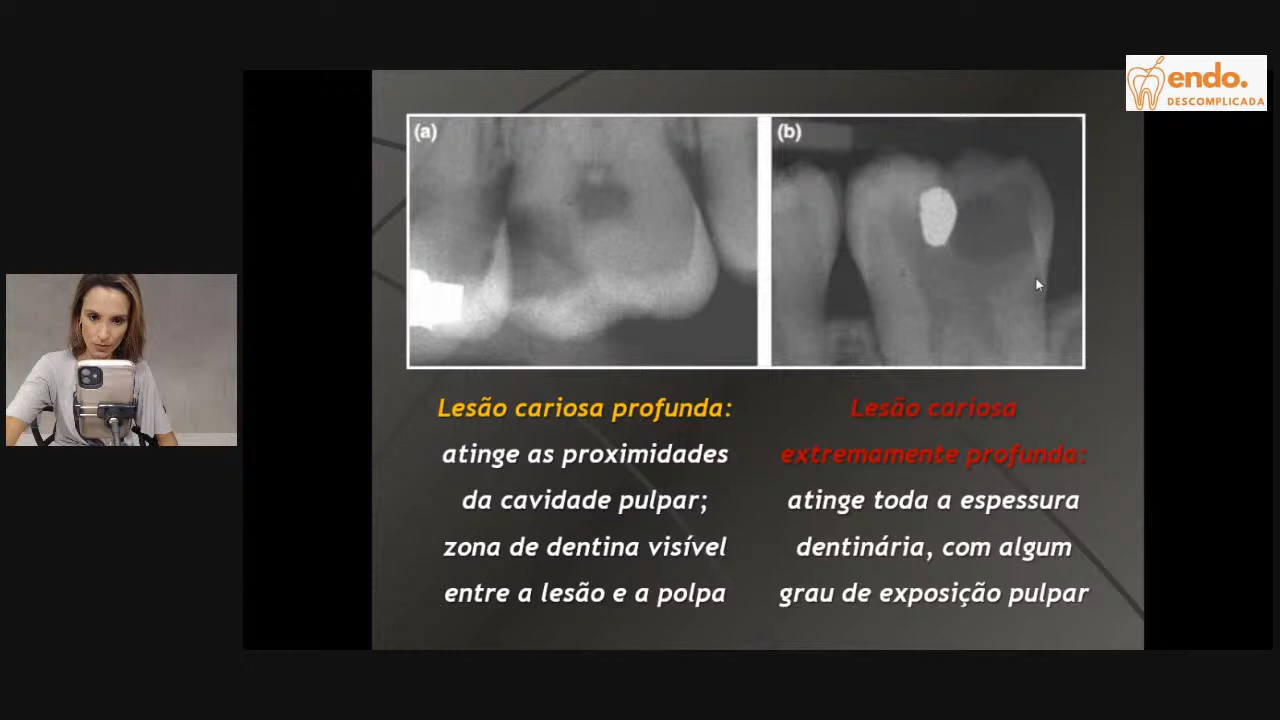 endo.
DESCOMPLICADA
(a)
(b)
Lesão cariosa profunda:
atinge as proximidades
da cavidade pulpar;
zona de dentina visível
entre a lesão e a polpa
Lesão cariosa
extremamente profunda:
atinge toda a espessura
dentinária, com algum
grau de exposição pulpar